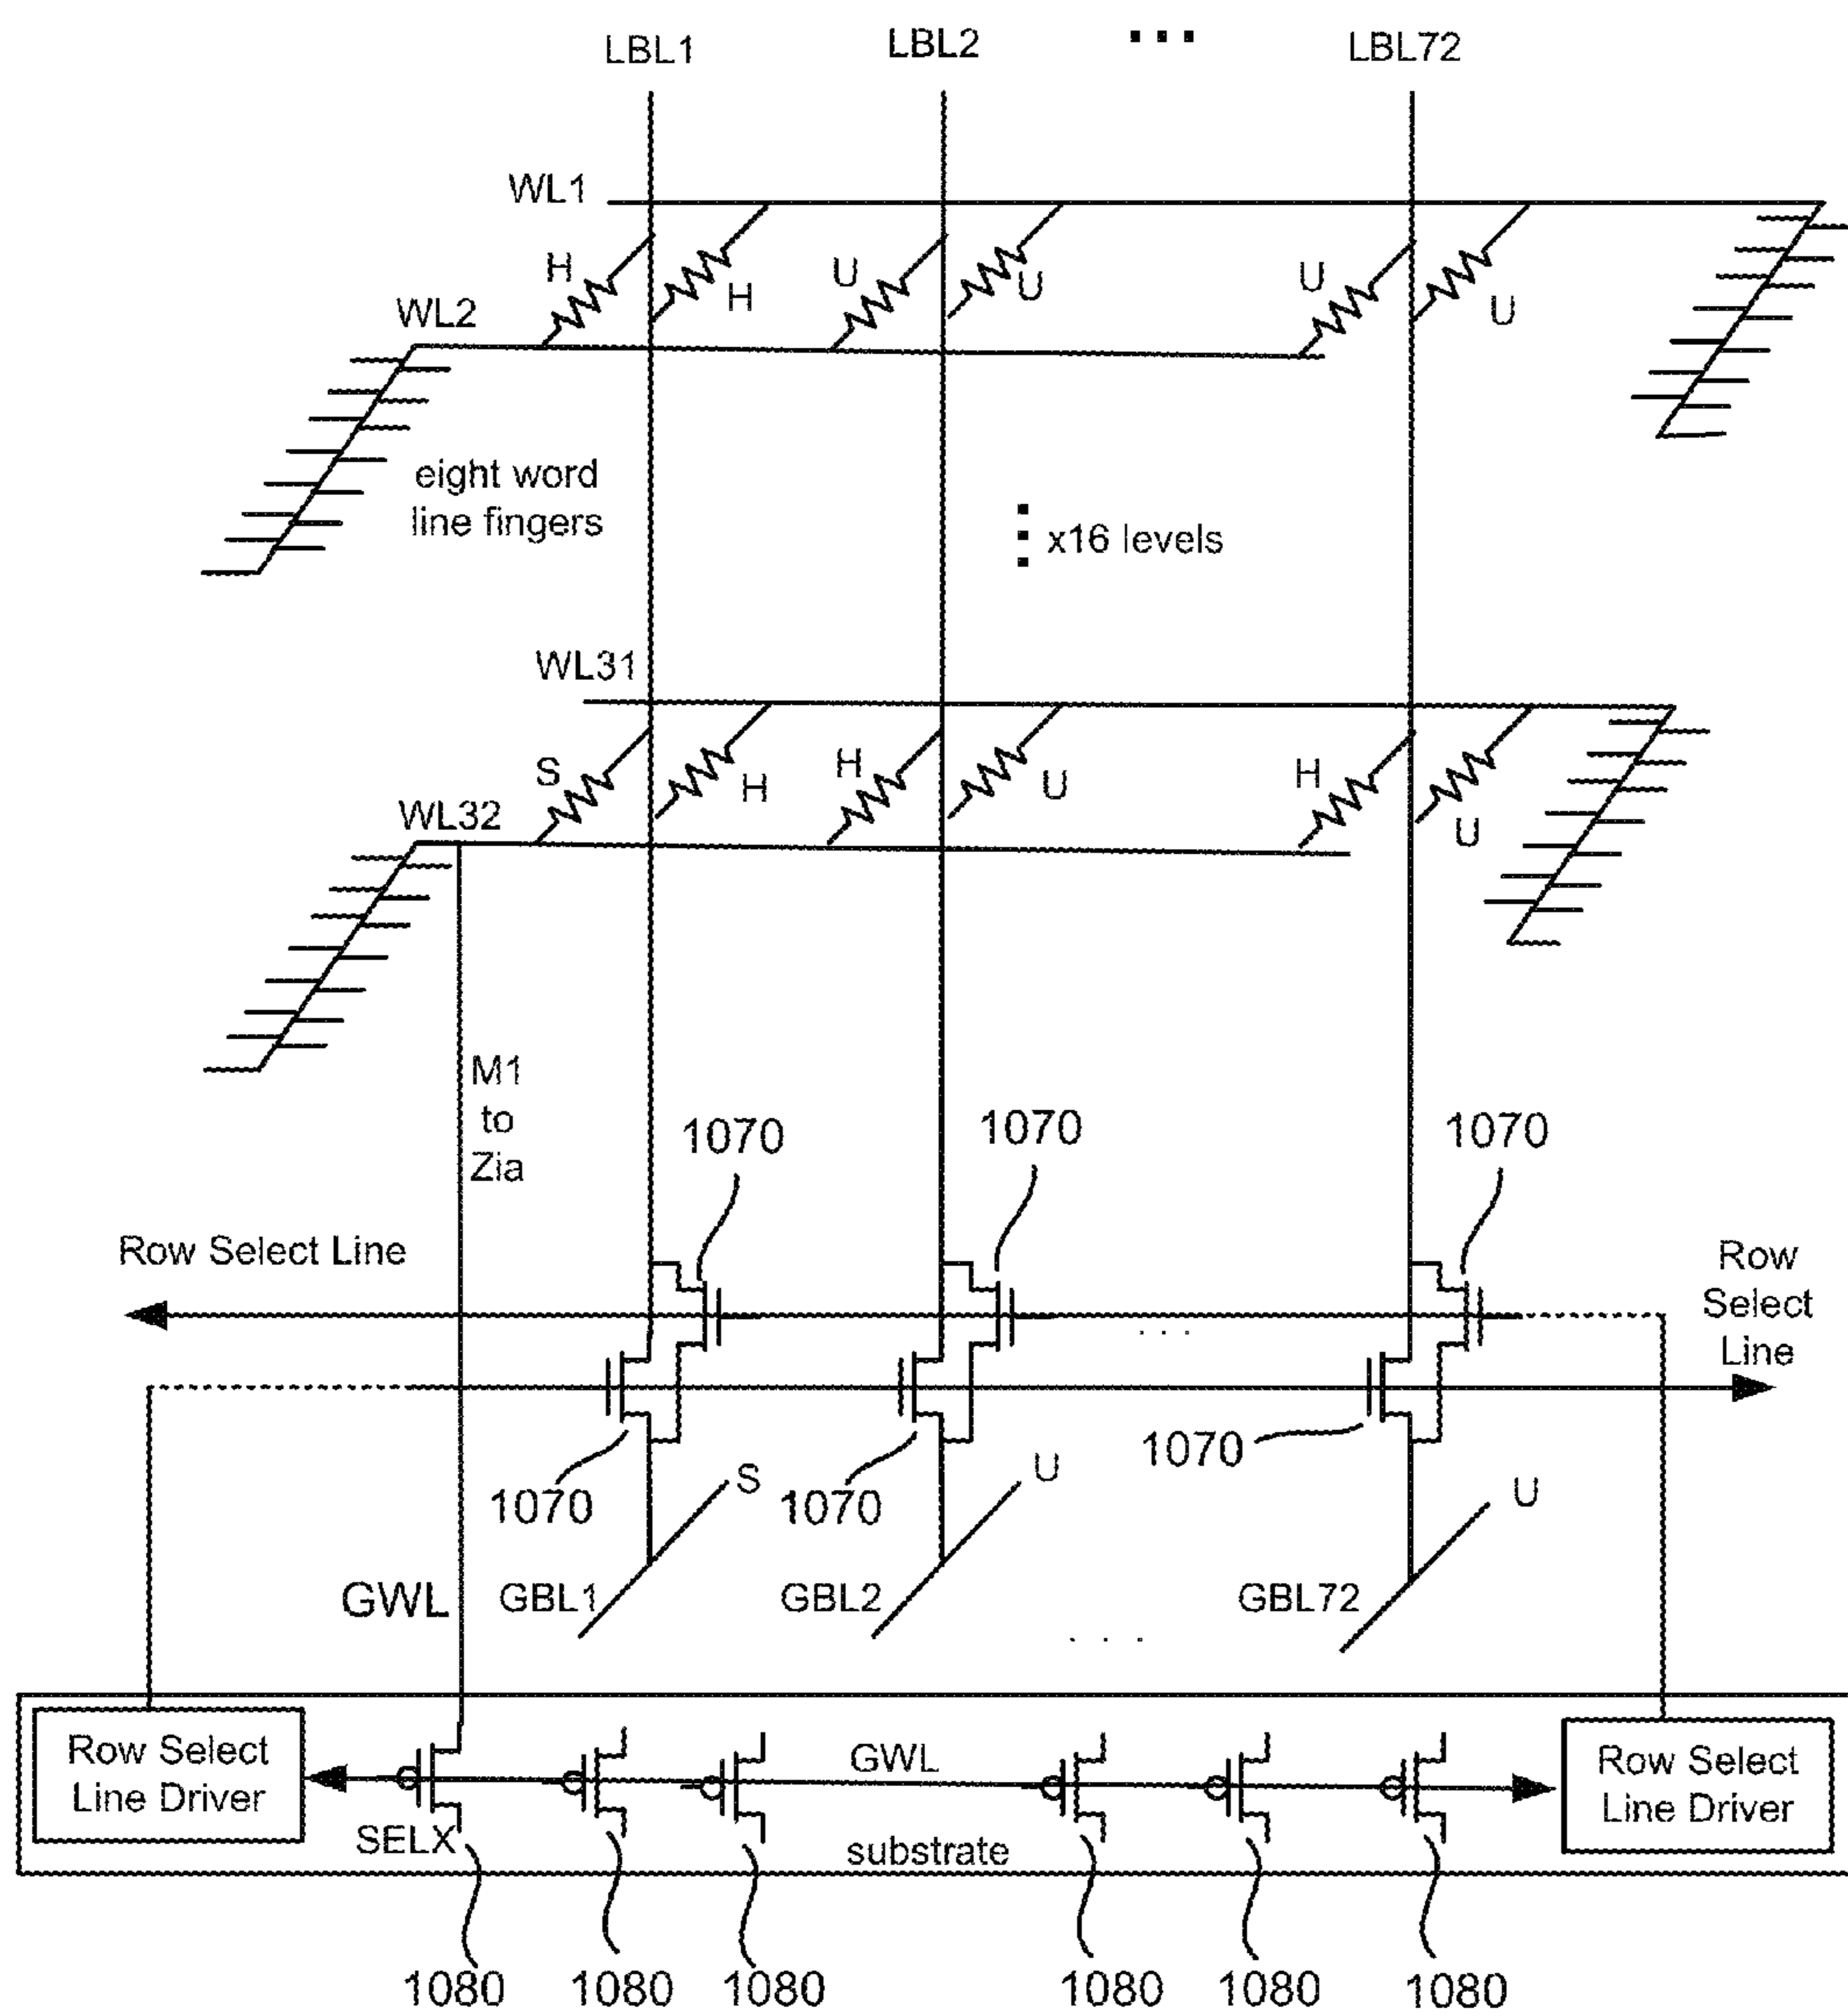 LBL1 LBL2 ... LBL72
WL1
H H U U U U
WL2
eight word
line fingers
x16 levels
WL31
S H H U H U
WL32
M1
to
Zia
1070 1070 1070
Row Select Line
Row
Select
Line
. . .
1070 1070 1070
S U U
GWL GBL1 GBL2 GBL72
. . .
Row Select
Line Driver
GWL
Row Select
Line Driver
SELX
substrate
1080 1080 1080 1080 1080 1080